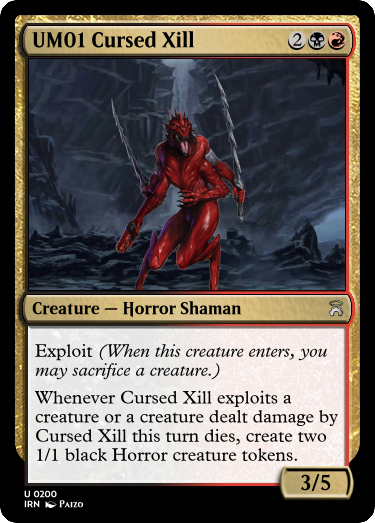 UM01 Cursed Xill 2
Creature — Horror Shaman
Exploit (When this creature enters, you
may sacrifice a creature.)
Whenever Cursed Xill exploits a
creature or a creature dealt damage by
Cursed Xill this turn dies, create two
1/1 black Horror creature tokens.
3/5
U 0200
IRN Paizo